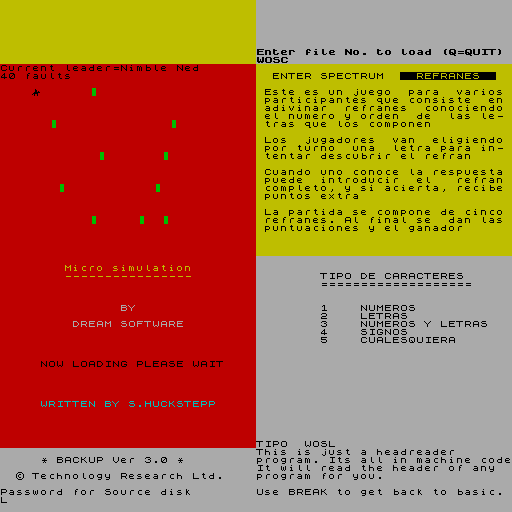 Enter file No. to load (Q=QUIT)
WOSC
Current leader=Nimble Ned
40 faults
ENTER SPECTRUM REFRANES
Este es un juego para varios
participantes que consiste en
adivinar refranes conociendo
el numero y orden de las le-
tras que los componen
Los jugadores van eligiendo
por turno una letra para in-
tentar descubrir el refran
Cuando uno conoce la respuesta
puede introducir el refran
completo, y si acierta, recibe
puntos extra
La partida se compone de cinco
refranes. Al final se dan las
puntuaciones y el ganador
Micro simulation
-----------------
BY
DREAM SOFTWARE
NOW LOADING PLEASE WAIT
WRITTEN BY S.HUCKSTEPP
TIPO DE CARACTERES
===================
1 NUMEROS
2 LETRAS
3 NUMEROS Y LETRAS
4 SIGNOS
5 CUALESQUIERA
TIPO WOSL
This is just a headreader
program. Its all in machine code
It will read the header of any
program for you.
Use BREAK to get back to basic.
* BACKUP Ver 3.0 *
© Technology Research Ltd.
Password for Source disk
L